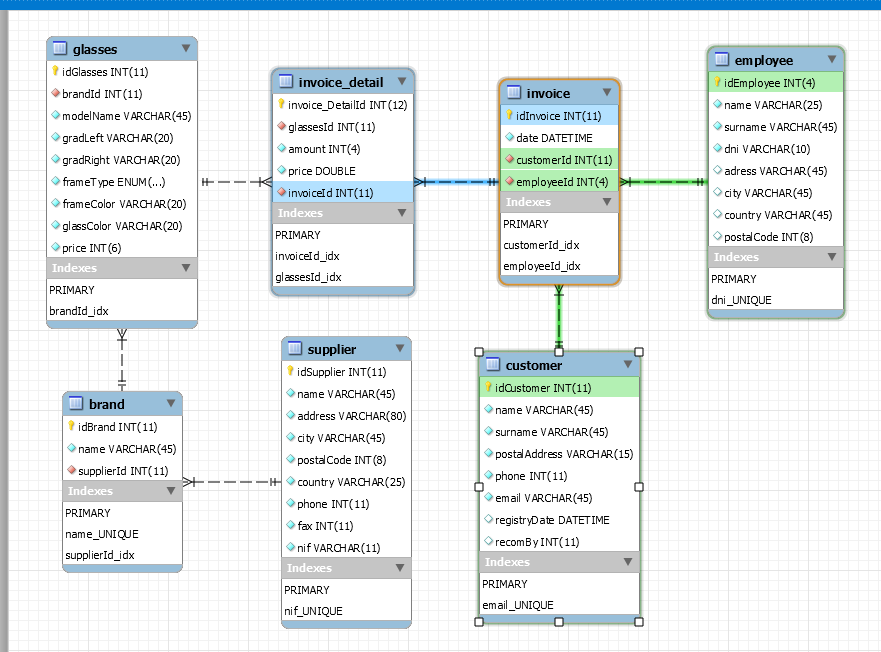 glasses
idGlasses INT(11)
brandId INT(11)
modelName VARCHAR(45)
gradLeft VARCHAR(20)
gradRight VARCHAR(20)
frameType ENUM(...)
frameColor VARCHAR(20)
glassColor VARCHAR(20)
price INT(6)
Indexes
PRIMARY
brandId_idx
invoice_detail
invoice_DetailId INT(12)
glassesId INT(11)
amount INT(4)
price DOUBLE
invoiceId INT(11)
Indexes
PRIMARY
invoiceId_idx
glassesId_idx
invoice
idInvoice INT(11)
date DATETIME
customerId INT(11)
employeeId INT(4)
Indexes
PRIMARY
customerId_idx
employeeId_idx
employee
idEmployee INT(4)
name VARCHAR(25)
surname VARCHAR(45)
dni VARCHAR(10)
adress VARCHAR(45)
city VARCHAR(45)
country VARCHAR(45)
postalCode INT(8)
Indexes
PRIMARY
dni_UNIQUE
brand
idBrand INT(11)
name VARCHAR(45)
supplierId INT(11)
Indexes
PRIMARY
name_UNIQUE
supplierId_idx
supplier
idSupplier INT(11)
name VARCHAR(45)
address VARCHAR(80)
city VARCHAR(45)
postalCode INT(8)
country VARCHAR(25)
phone INT(11)
fax INT(11)
nif VARCHAR(11)
Indexes
PRIMARY
nif_UNIQUE
customer
idCustomer INT(11)
name VARCHAR(45)
surname VARCHAR(45)
postalAddress VARCHAR(15)
phone INT(11)
email VARCHAR(45)
registryDate DATETIME
recomBy INT(11)
Indexes
PRIMARY
email_UNIQUE